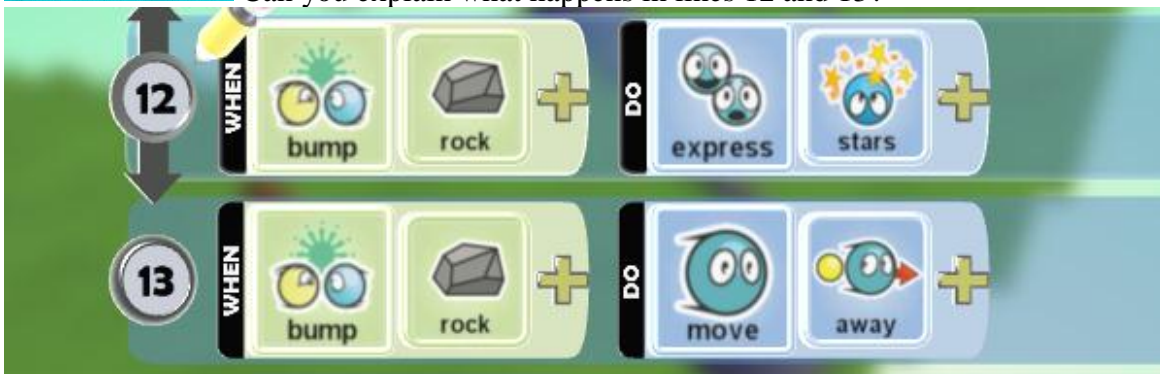 Can you explain what happens in lines 12 and 13?
12 WHEN bump rock DO express stars
13 WHEN bump rock DO move away